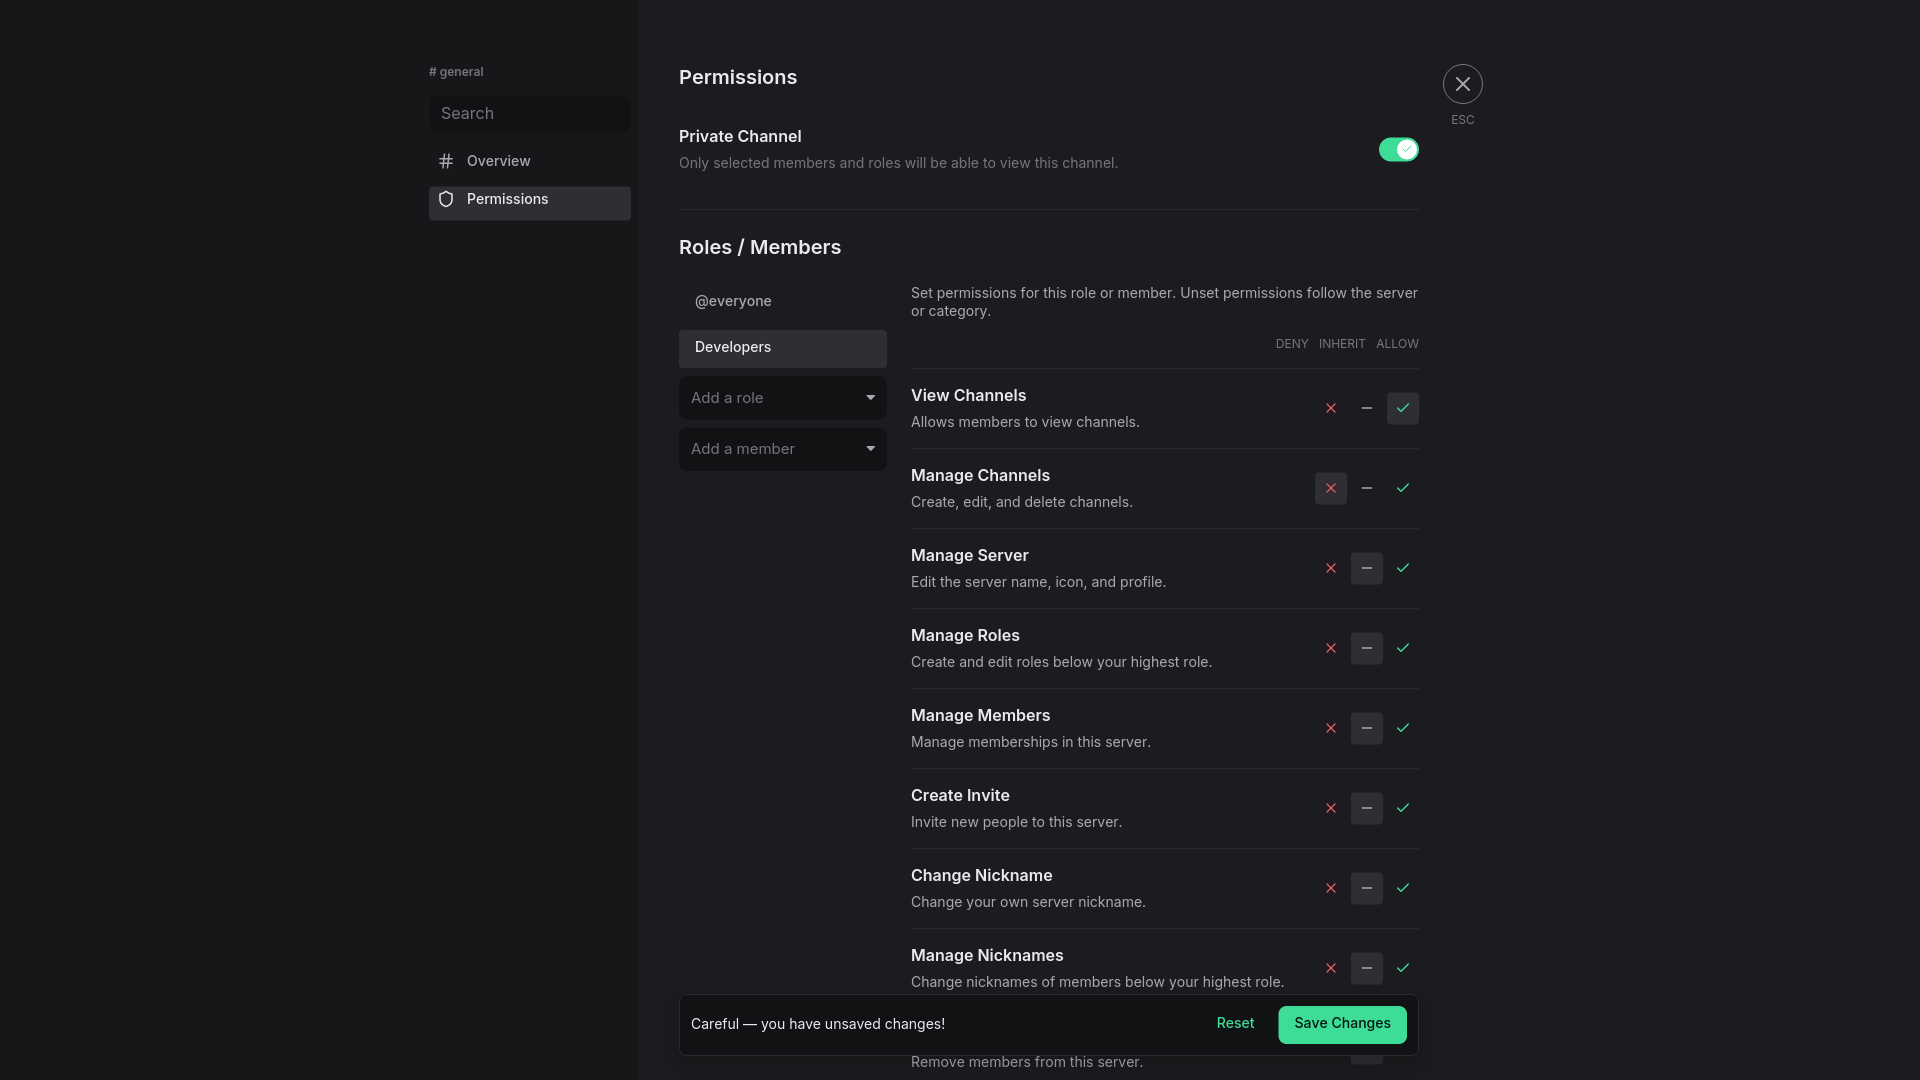 # general
Search
Overview
Permissions
Permissions
ESC
Private Channel
Only selected members and roles will be able to view this channel.
Roles / Members
@everyone
Developers
Add a role
Add a member
Set permissions for this role or member. Unset permissions follow the server
or category.
DENY INHERIT ALLOW
View Channels
Allows members to view channels.
Manage Channels
Create, edit, and delete channels.
Manage Server
Edit the server name, icon, and profile.
Manage Roles
Create and edit roles below your highest role.
Manage Members
Manage memberships in this server.
Create Invite
Invite new people to this server.
Change Nickname
Change your own server nickname.
Manage Nicknames
Change nicknames of members below your highest role.
Careful — you have unsaved changes!
Reset
Save Changes
Remove members from this server.